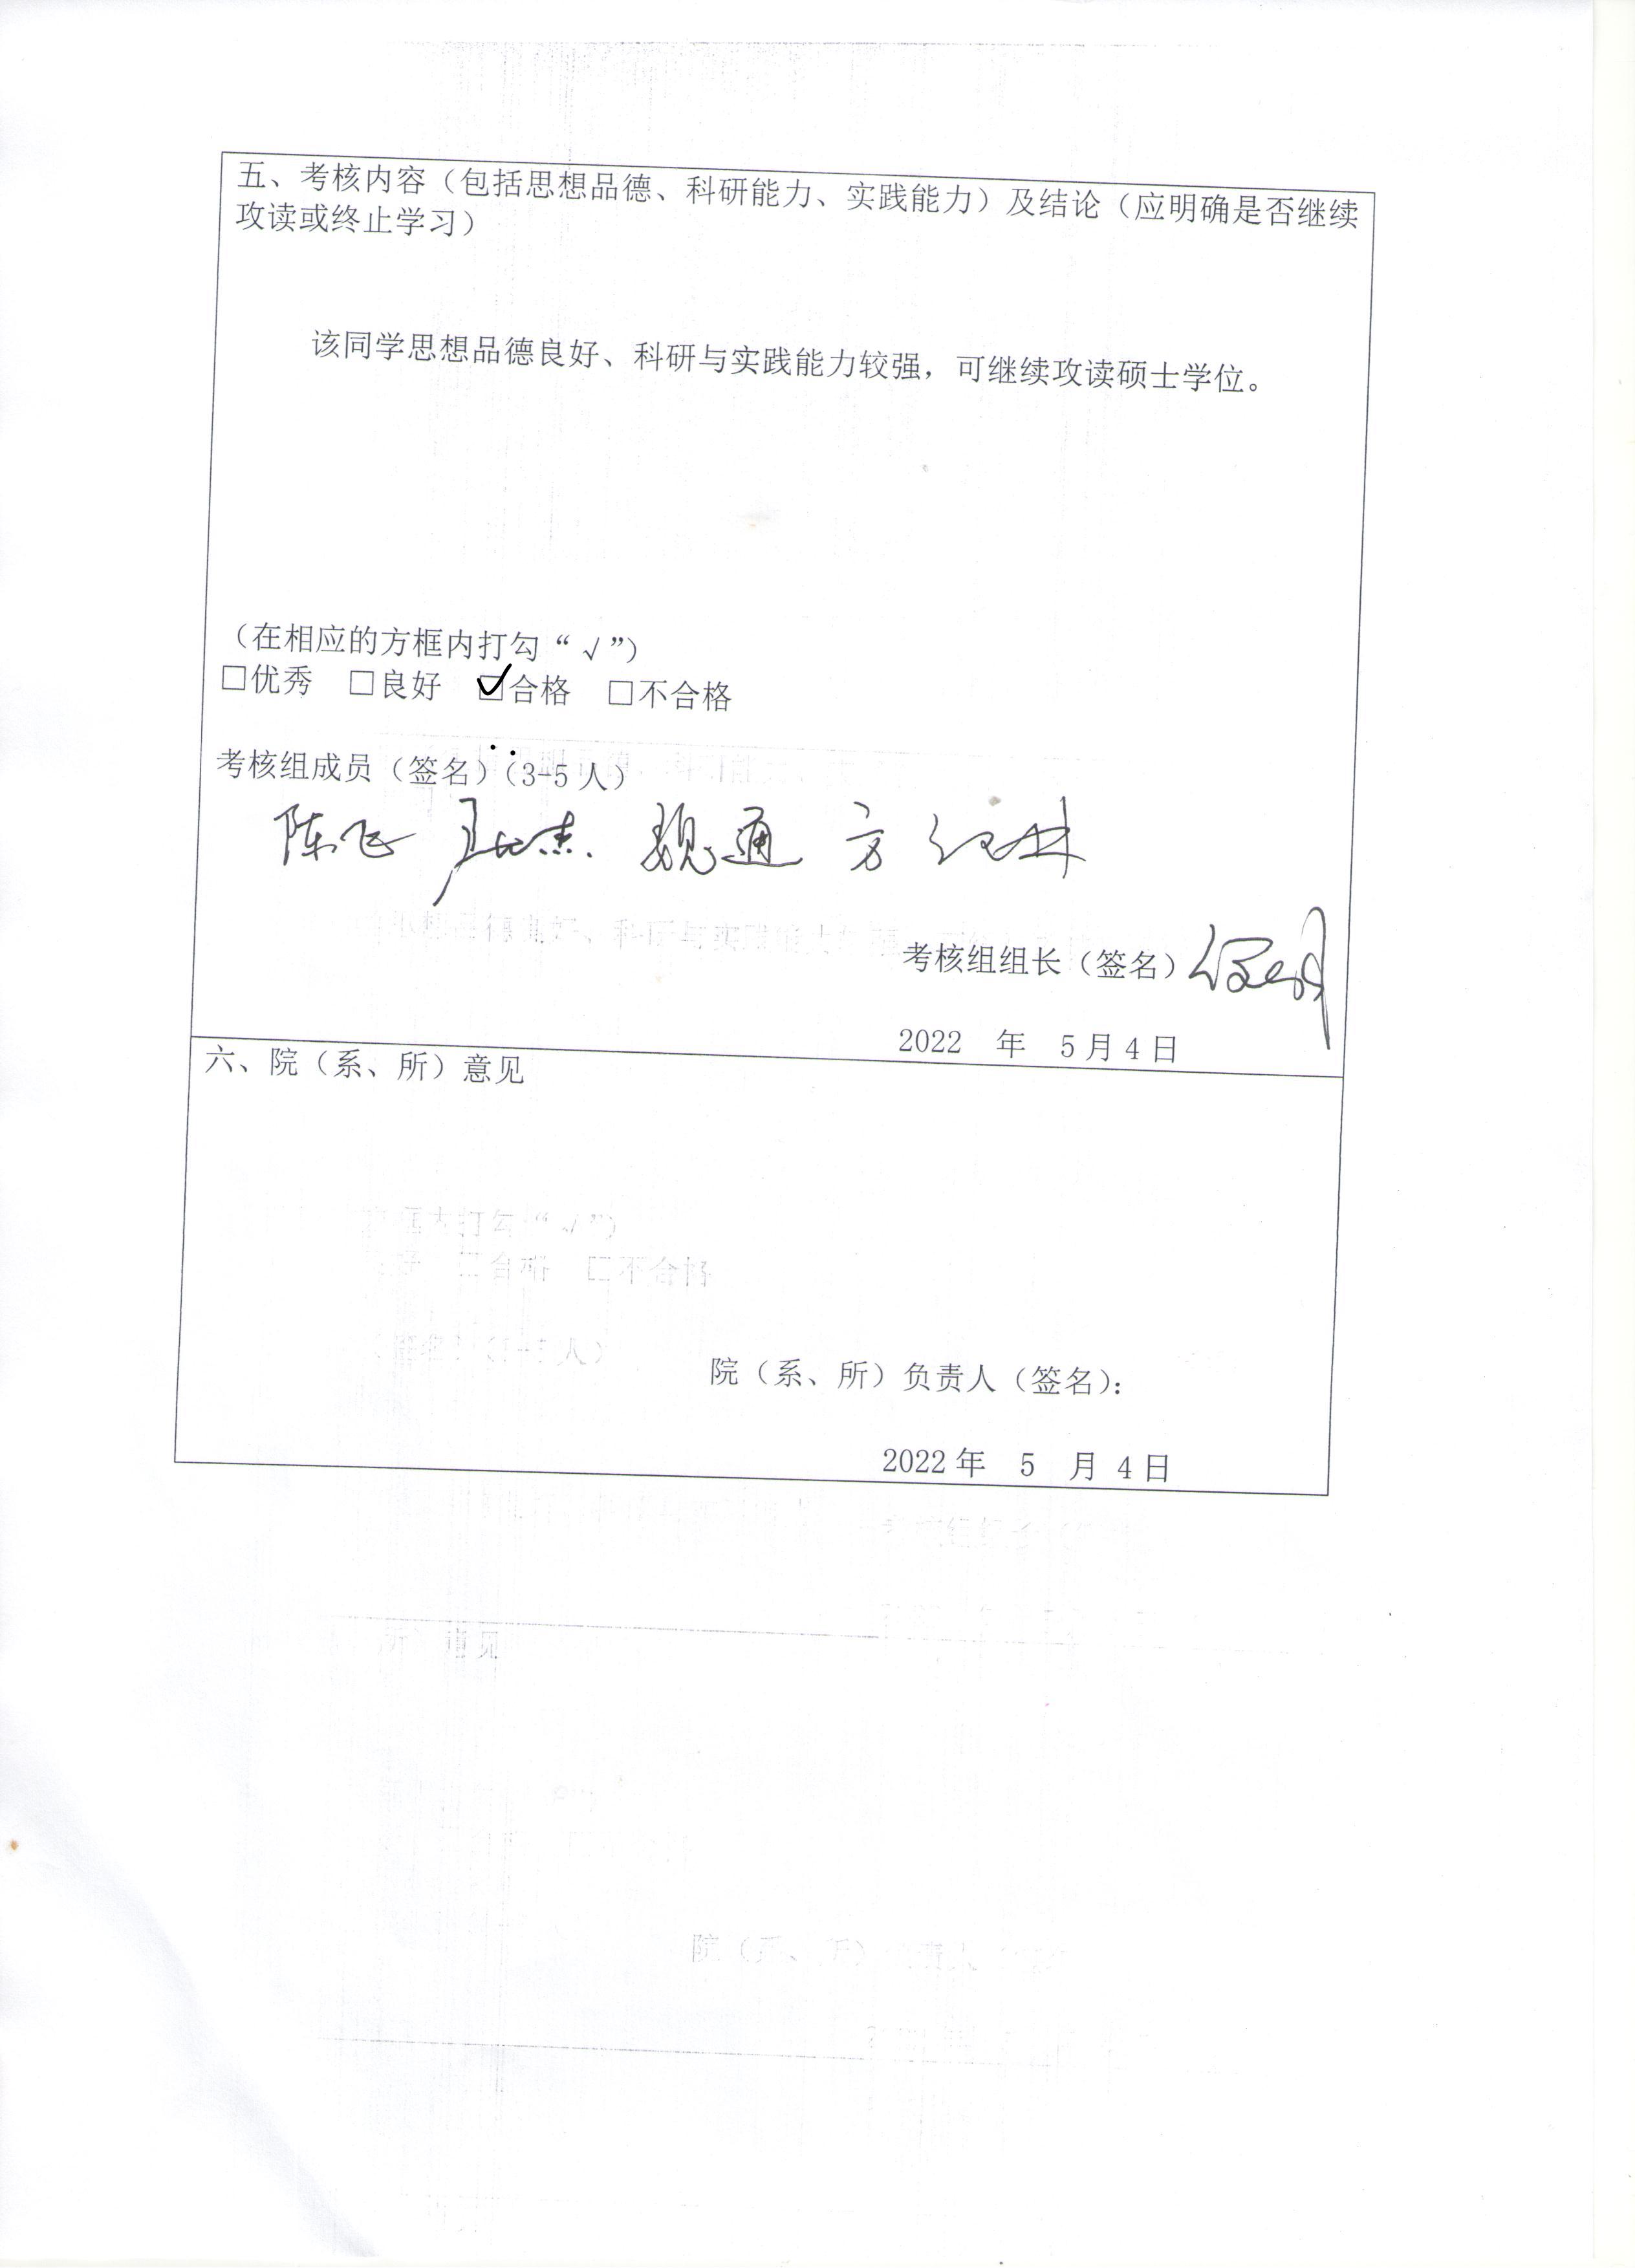 五、考核内容（包括思想品德、科研能力、实践能力）及结论（应明确是否继续
攻读或终止学习）
该同学思想品德良好、科研与实践能力较强，可继续攻读硕士学位。
（在相应的方框内打勾“√”）
□优秀 □良好 ☑合格 □不合格
考核组成员（签名）（3-5人）
陈飞 魏通 方
考核组组长（签名）
2022 年 5月4日
六、院（系、所）意见
院（系、所）负责人（签名）：
2022年 5 月 4日